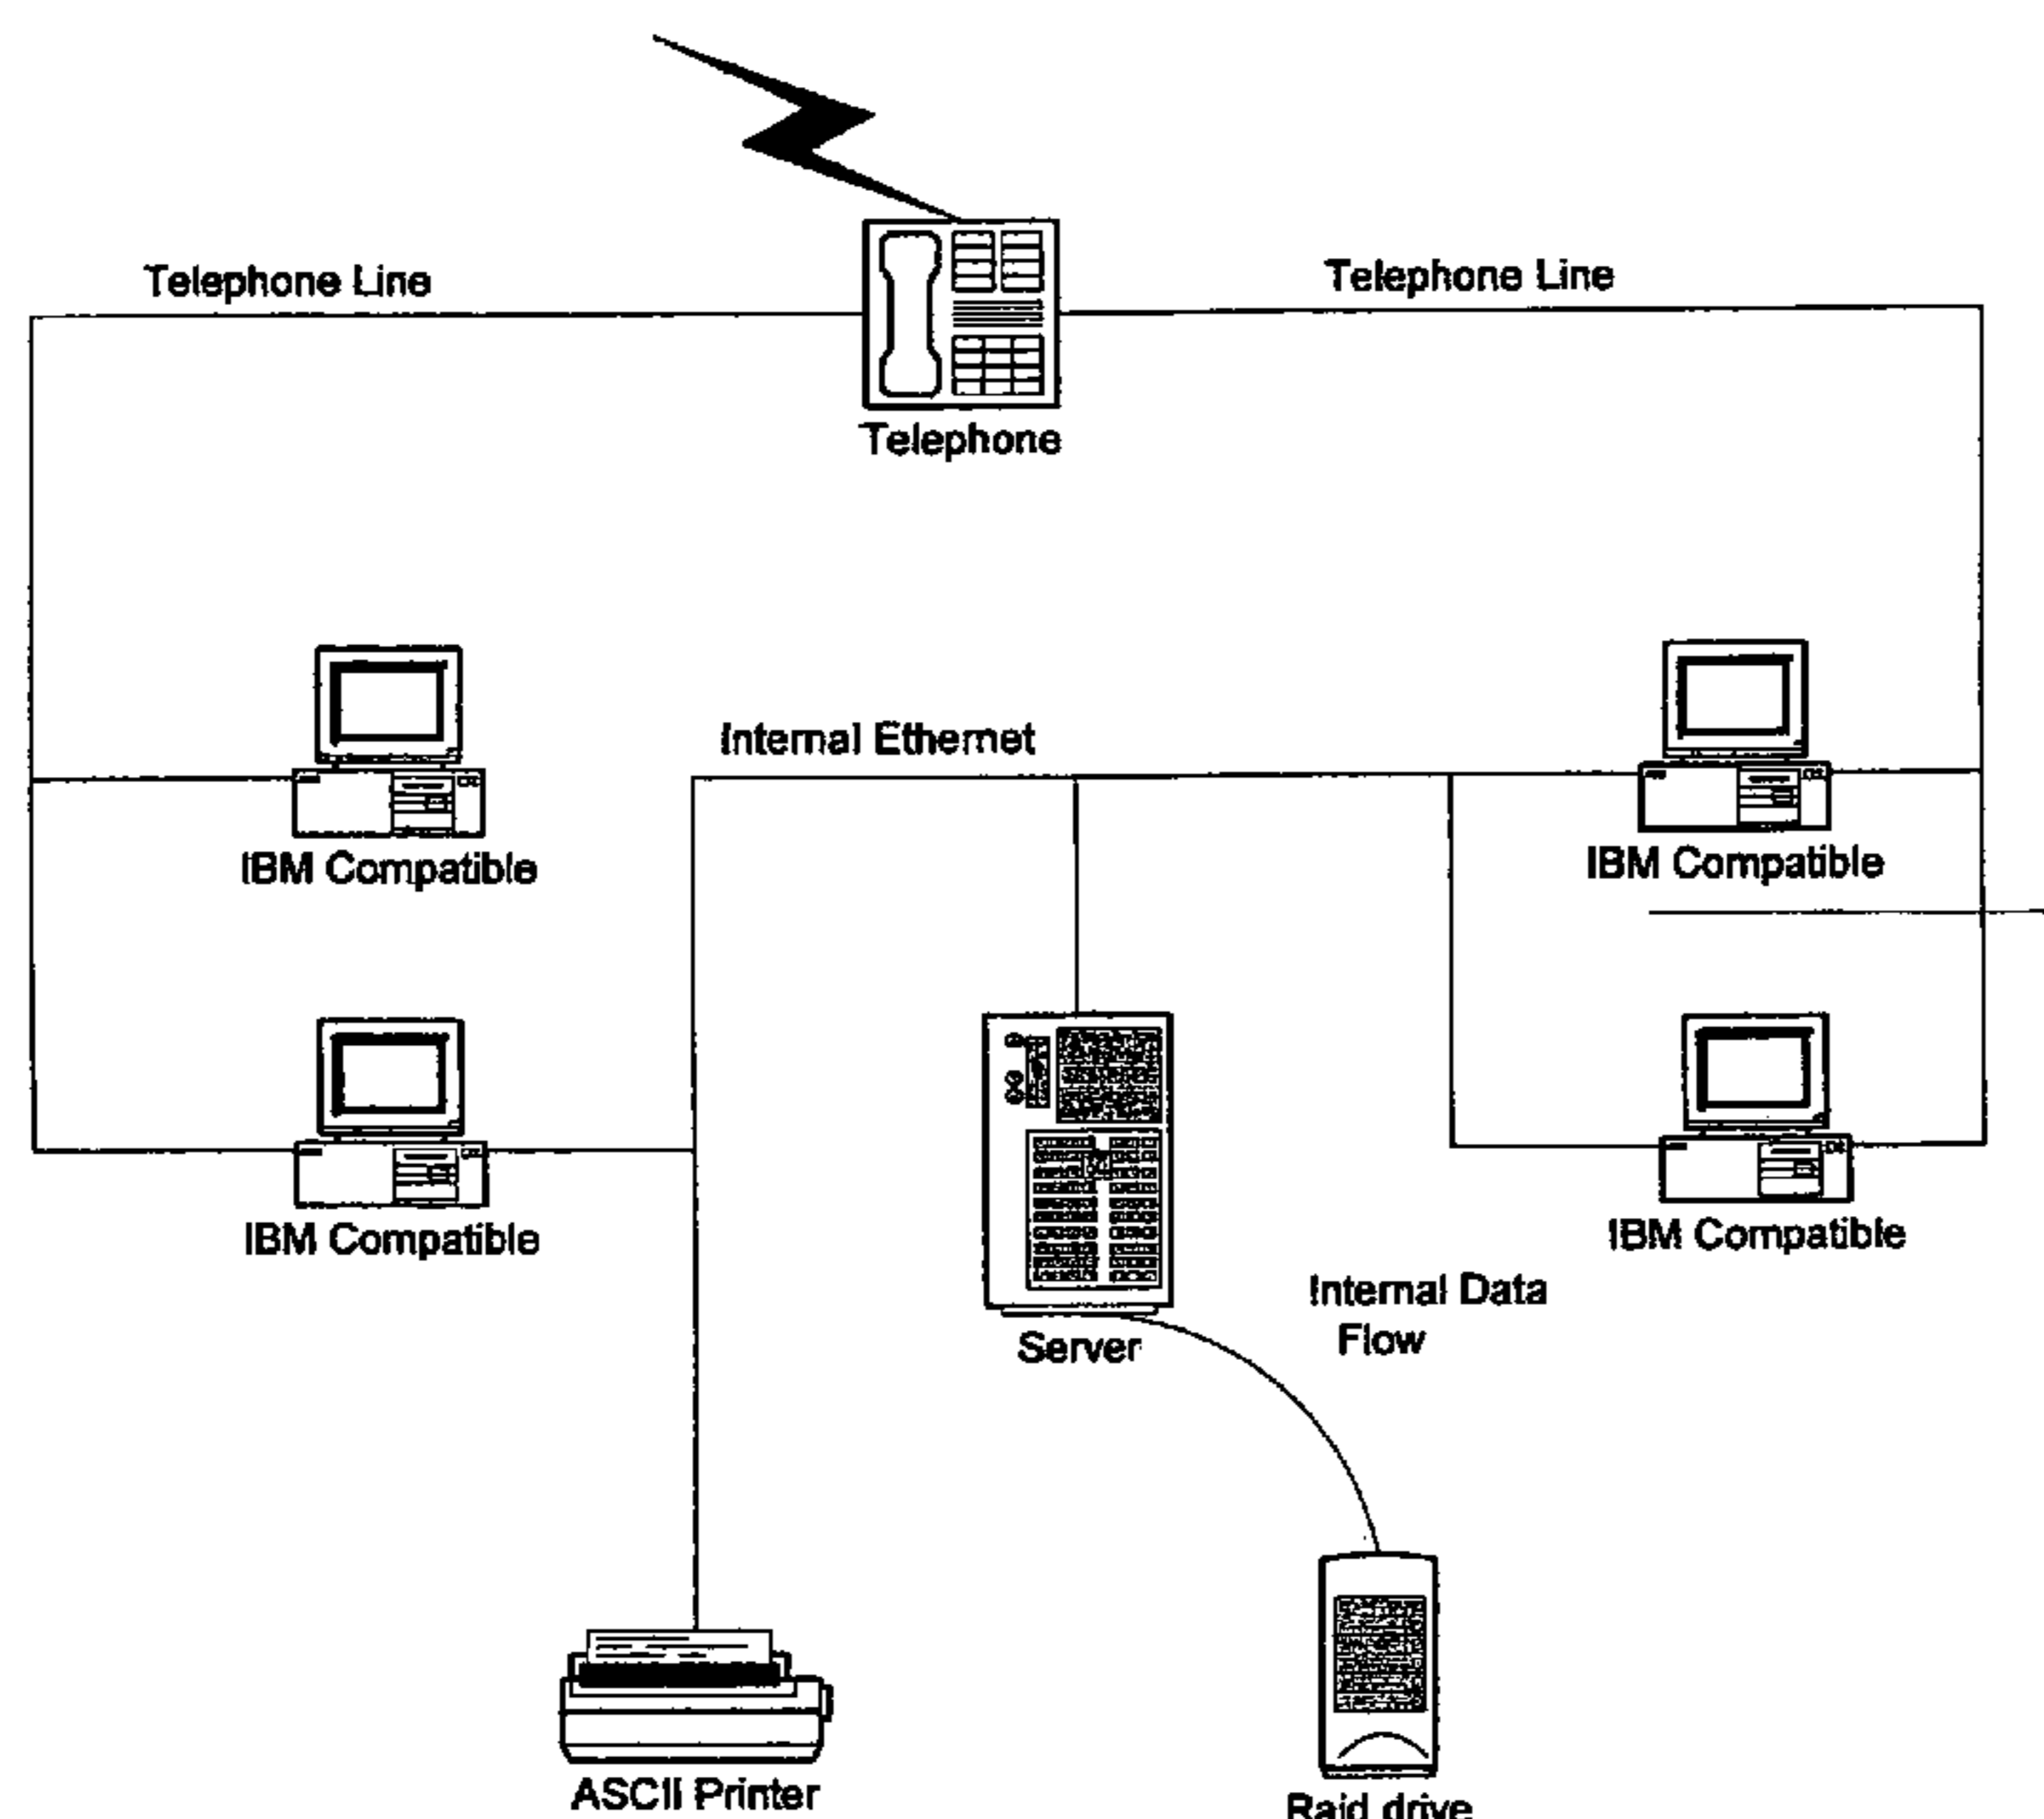 Telephone Line
Telephone Line
Telephone
Internal Ethernet
IBM Compatible
IBM Compatible
IBM Compatible
IBM Compatible
Internal Data
Flow
Server
ASCII Printer
Raid drive